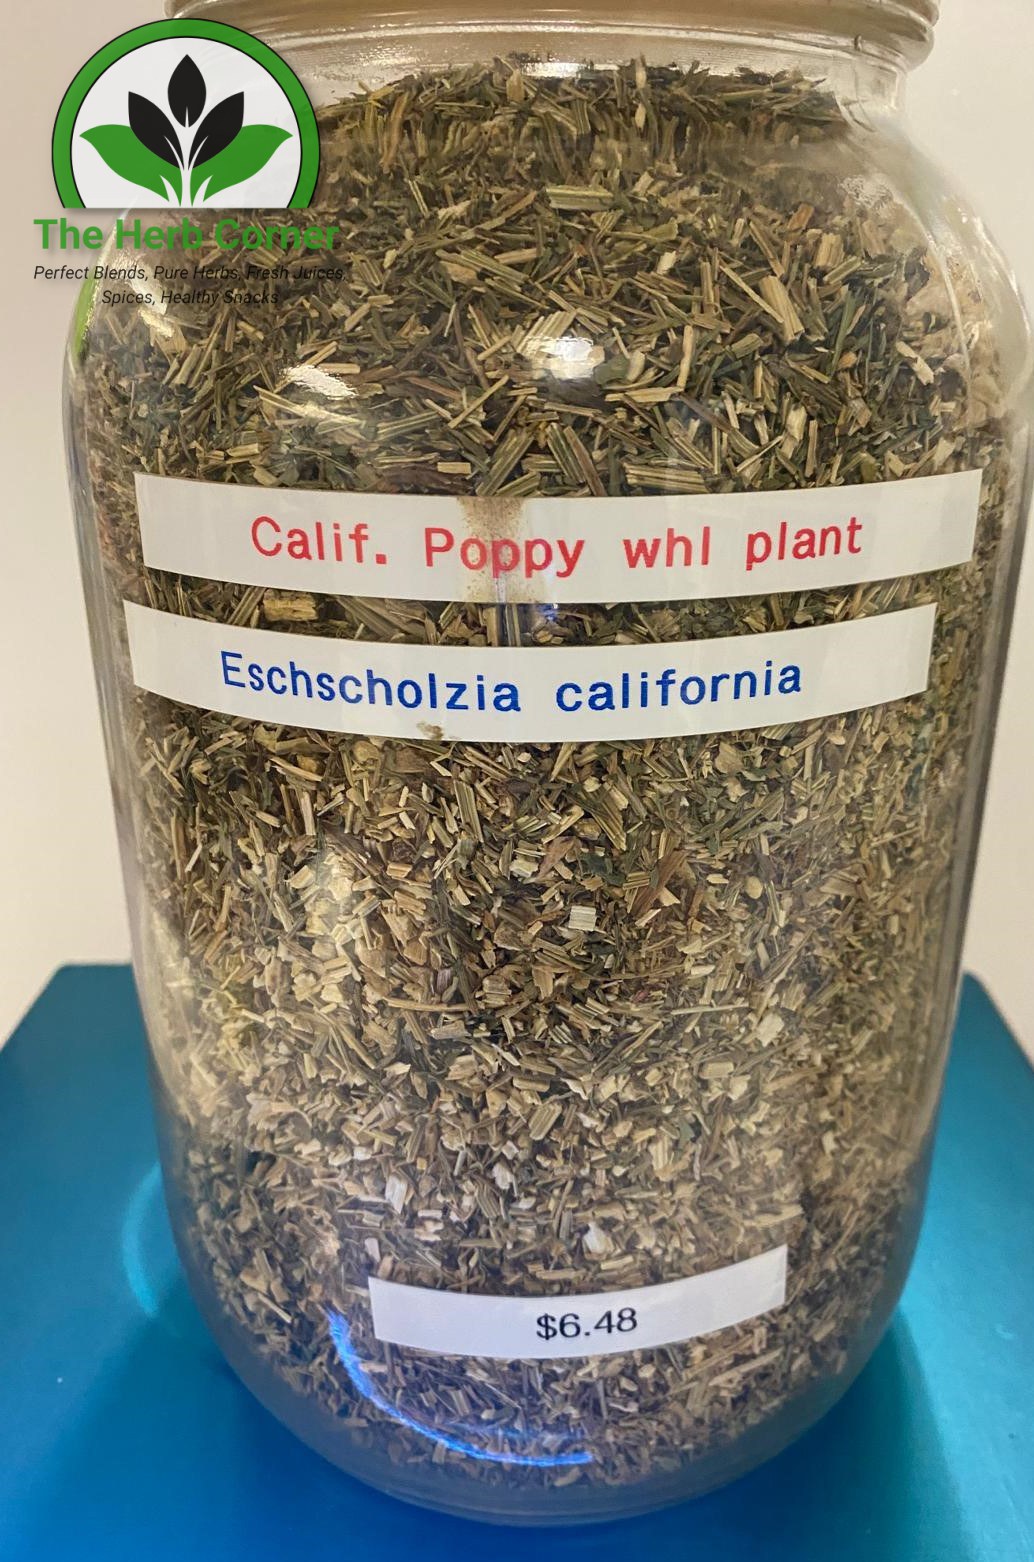 The Herb Corner
Perfect Blends, Pure Herbs, Fresh Juices,
Spices, Healthy Snacks
Calif. Poppy whl plant
Eschscholzia california
$6.48